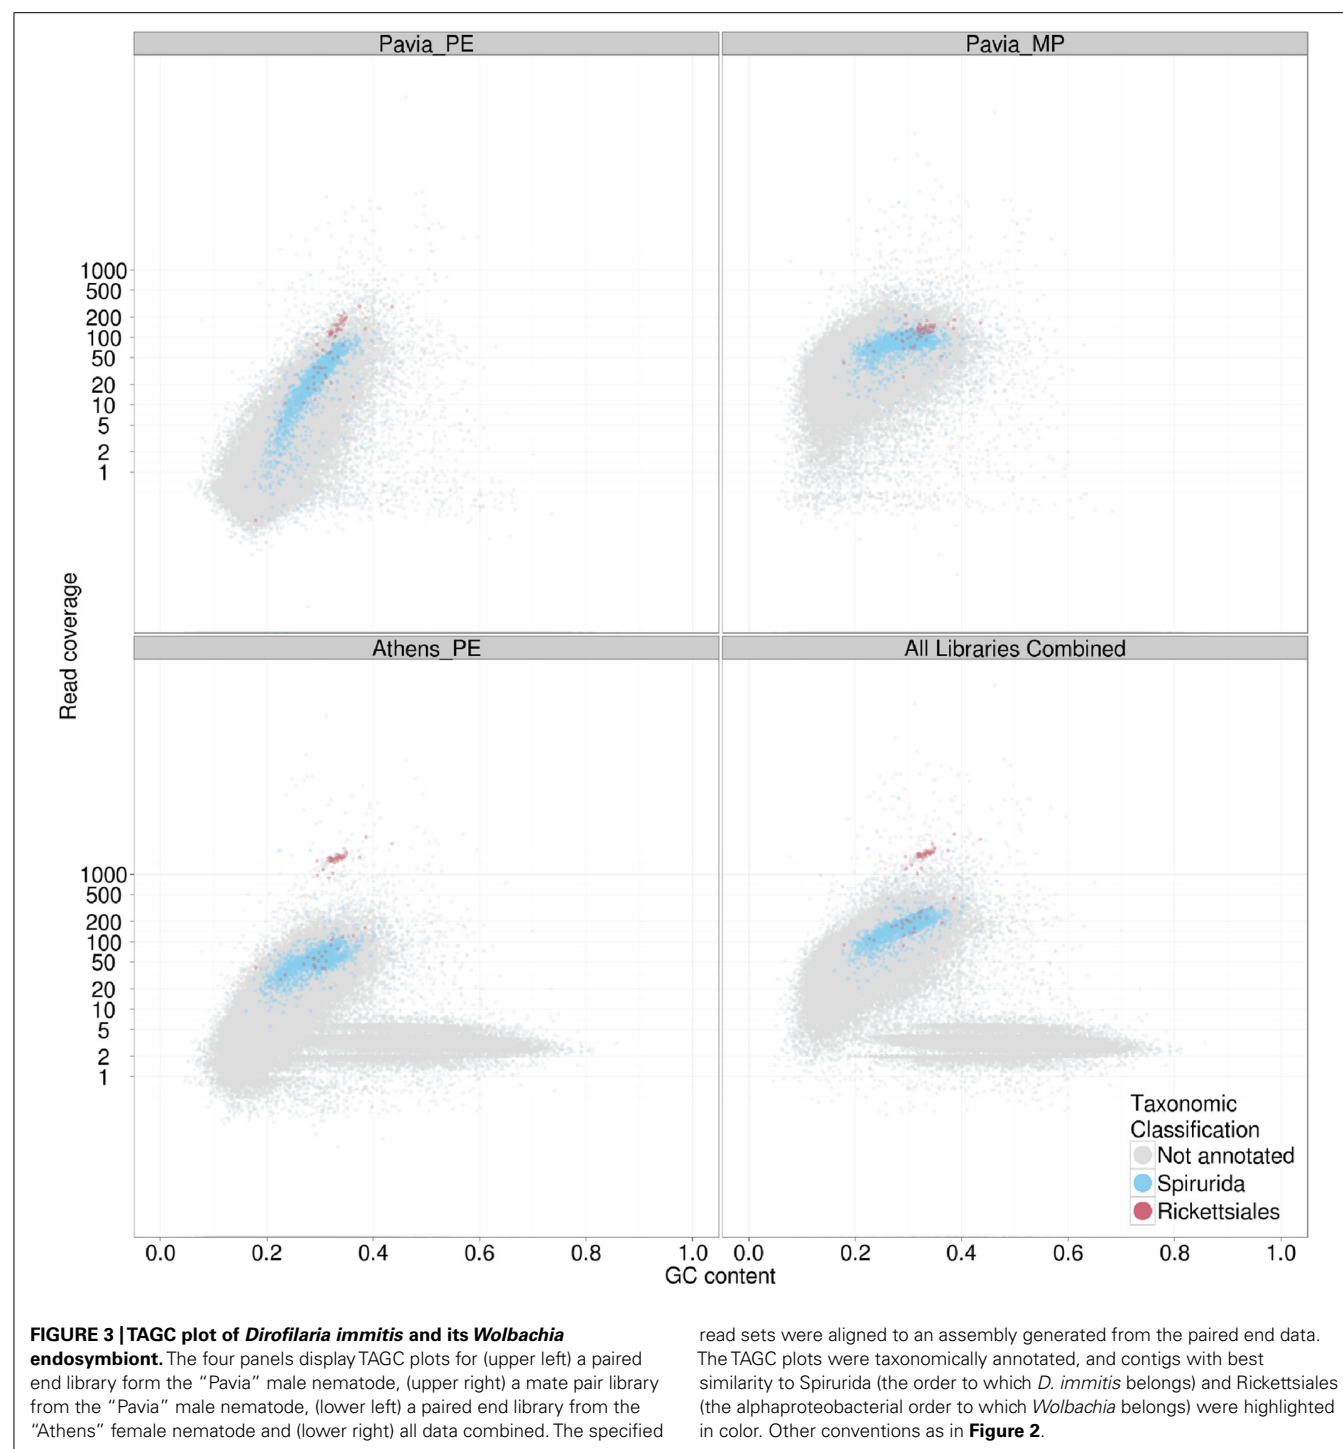 Pavia_PE
Pavia_MP
1000
500
200
100
50
20
10
5
2
1
Read coverage
Athens_PE
All Libraries Combined
1000
500
200
100
50
20
10
5
2
1
Taxonomic
Classification
Not annotated
Spirurida
Rickettsiales
0.0 0.2 0.4 0.6 0.8 1.0 0.0 0.2 0.4 0.6 0.8 1.0
GC content
FIGURE 3 | TAGC plot of Dirofilaria immitis and its Wolbachia
endosymbiont. The four panels display TAGC plots for (upper left) a paired
end library form the “Pavia” male nematode, (upper right) a mate pair library
from the “Pavia” male nematode, (lower left) a paired end library from the
“Athens” female nematode and (lower right) all data combined. The specified
read sets were aligned to an assembly generated from the paired end data.
The TAGC plots were taxonomically annotated, and contigs with best
similarity to Spirurida (the order to which D. immitis belongs) and Rickettsiales
(the alphaproteobacterial order to which Wolbachia belongs) were highlighted
in color. Other conventions as in Figure 2.